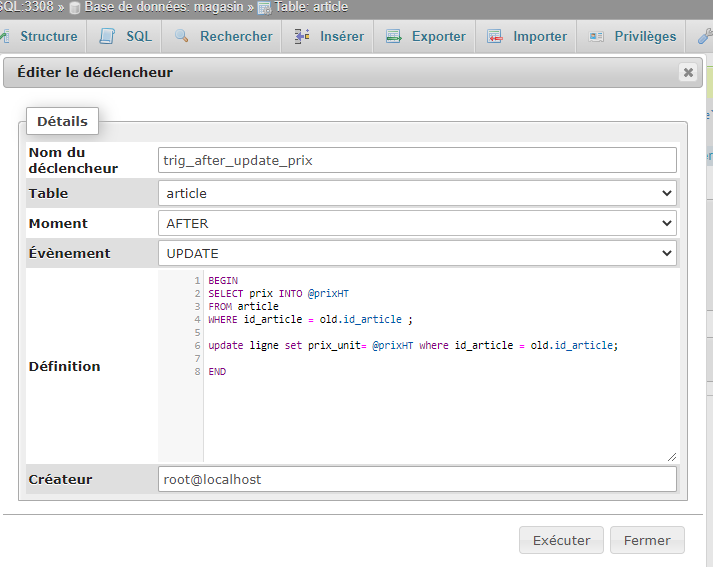 SQL:3308 » Base de données: magasin » Table: article
Structure SQL Rechercher Insérer Exporter Importer Privilèges
Éditer le déclencheur
Détails
Nom du déclencheur trig_after_update_prix
Table article
Moment AFTER
Évènement UPDATE
Définition
1 BEGIN
2 SELECT prix INTO @prixHT
3 FROM article
4 WHERE id_article = old.id_article ;
5
6 update ligne set prix_unit= @prixHT where id_article = old.id_article;
7
8 END
Créateur root@localhost
Exécuter Fermer